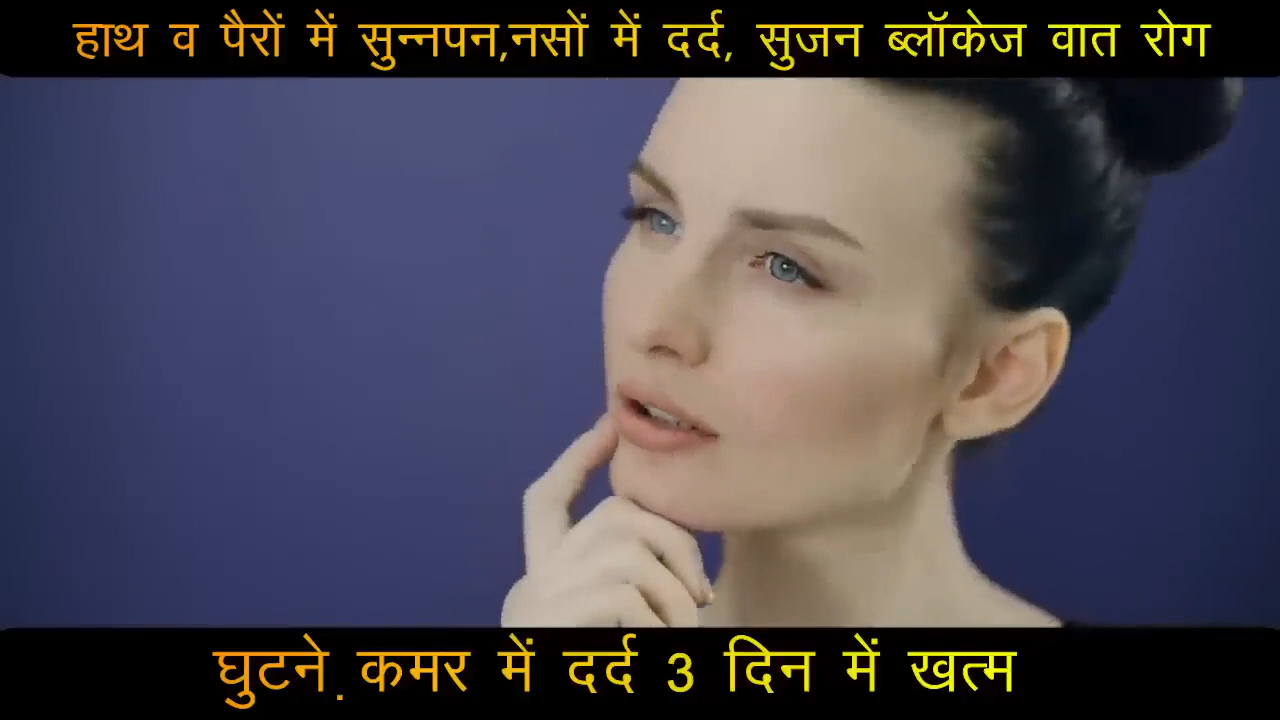 हाथ व पैरों में सुन्नपन,नसों में दर्द, सुजन ब्लॉकेज वात रोग
घुटने. कमर में दर्द 3 दिन में खत्म